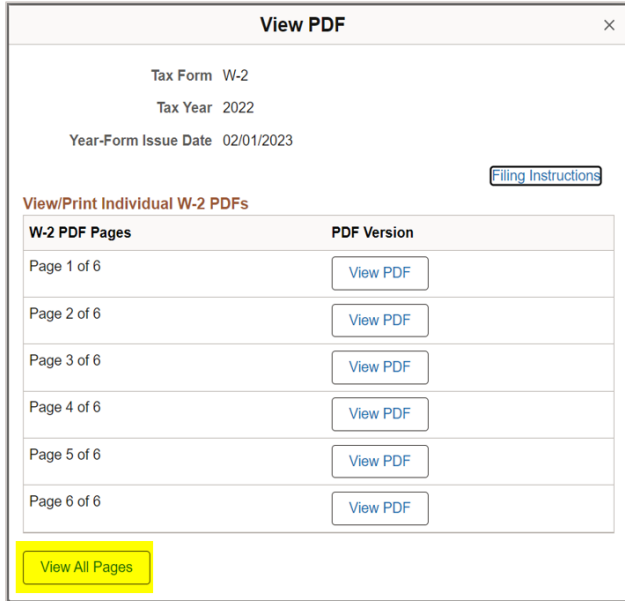 View PDF
×
Tax Form W-2
Tax Year 2022
Year-Form Issue Date 02/01/2023
Filing Instructions
View/Print Individual W-2 PDFs
W-2 PDF Pages PDF Version
Page 1 of 6 View PDF
Page 2 of 6 View PDF
Page 3 of 6 View PDF
Page 4 of 6 View PDF
Page 5 of 6 View PDF
Page 6 of 6 View PDF
View All Pages